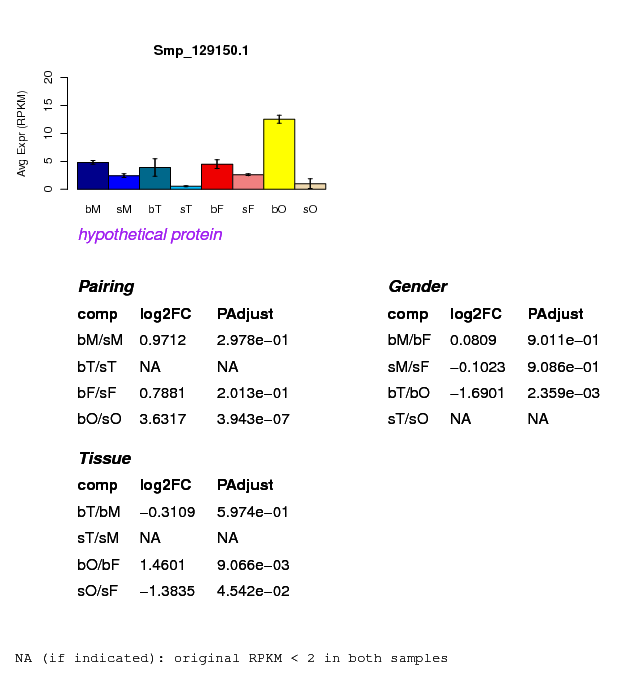 Smp_129150.1
Avg Expr (RPKM)
20
15
10
5
0
bM sM bT sT bF sF bO sO
hypothetical protein
Pairing
comp log2FC PAdjust
bM/sM 0.9712 2.978e−01
bT/sT NA NA
bF/sF 0.7881 2.013e−01
bO/sO 3.6317 3.943e−07
Gender
comp log2FC PAdjust
bM/bF 0.0809 9.011e−01
sM/sF −0.1023 9.086e−01
bT/bO −1.6901 2.359e−03
sT/sO NA NA
Tissue
comp log2FC PAdjust
bT/bM −0.3109 5.974e−01
sT/sM NA NA
bO/bF 1.4601 9.066e−03
sO/sF −1.3835 4.542e−02
NA (if indicated): original RPKM < 2 in both samples